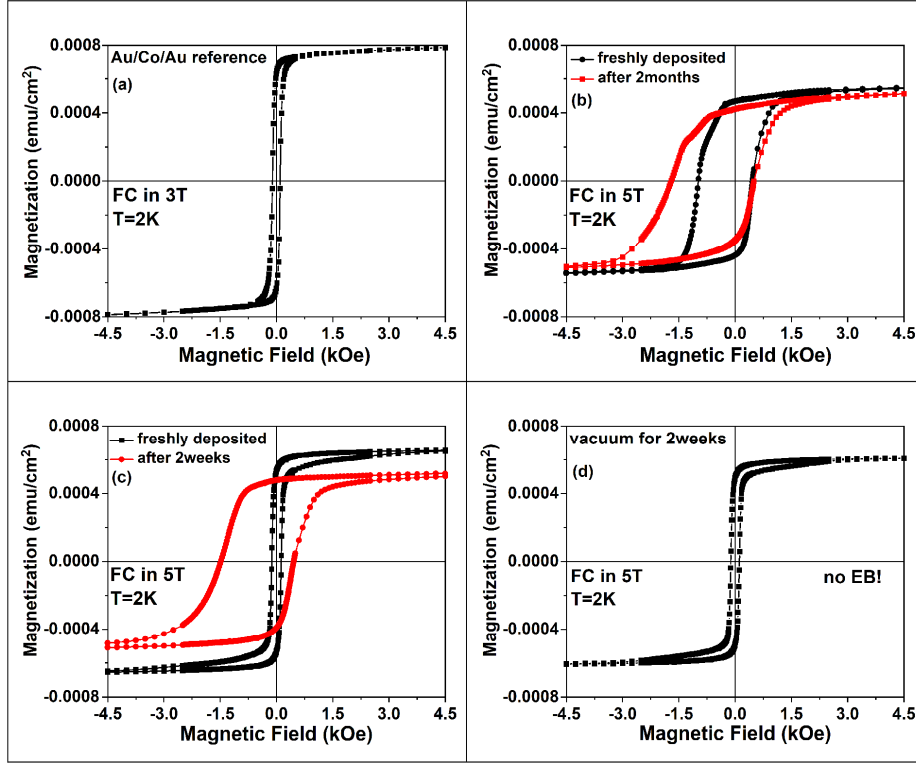 Au/Co/Au reference
(a)
FC in 3T
T=2K
0.0008
0.0004
0.0000
-0.0004
-0.0008
-4.5 -3.0 -1.5 0.0 1.5 3.0 4.5
Magnetic Field (kOe)
Magnetization (emu/cm²)
freshly deposited
after 2months
(b)
FC in 5T
T=2K
0.0008
0.0004
0.0000
-0.0004
-0.0008
-4.5 -3.0 -1.5 0.0 1.5 3.0 4.5
Magnetic Field (kOe)
Magnetization (emu/cm²)
freshly deposited
after 2weeks
(c)
FC in 5T
T=2K
0.0008
0.0004
0.0000
-0.0004
-0.0008
-4.5 -3.0 -1.5 0.0 1.5 3.0 4.5
Magnetic Field (kOe)
Magnetization (emu/cm²)
vacuum for 2weeks
(d)
FC in 5T
T=2K
no EB!
0.0008
0.0004
0.0000
-0.0004
-0.0008
-4.5 -3.0 -1.5 0.0 1.5 3.0 4.5
Magnetic Field (kOe)
Magnetization (emu/cm²)